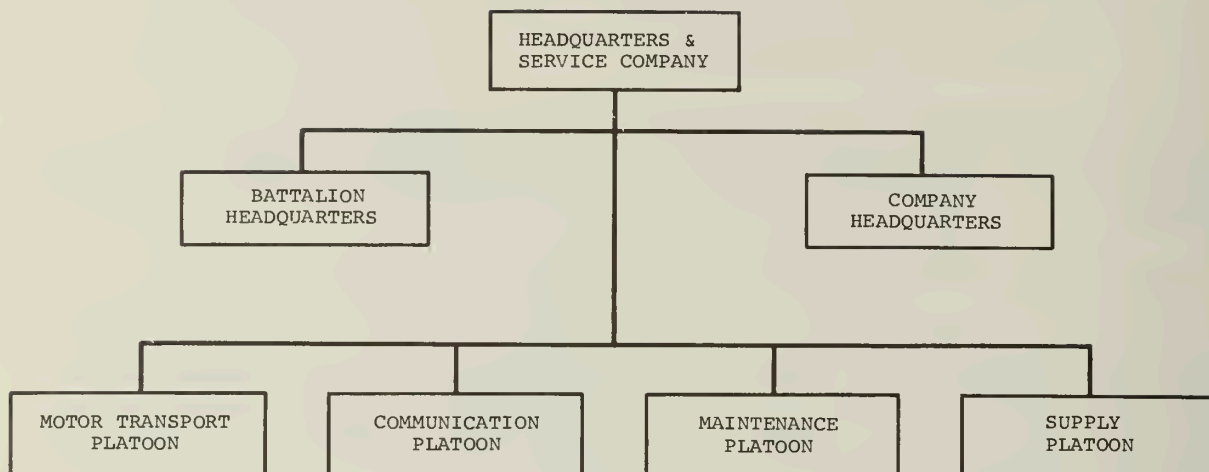 HEADQUARTERS &
SERVICE COMPANY
BATTALION
HEADQUARTERS
COMPANY
HEADQUARTERS
MOTOR TRANSPORT
PLATOON
COMMUNICATION
PLATOON
MAINTENANCE
PLATOON
SUPPLY
PLATOON